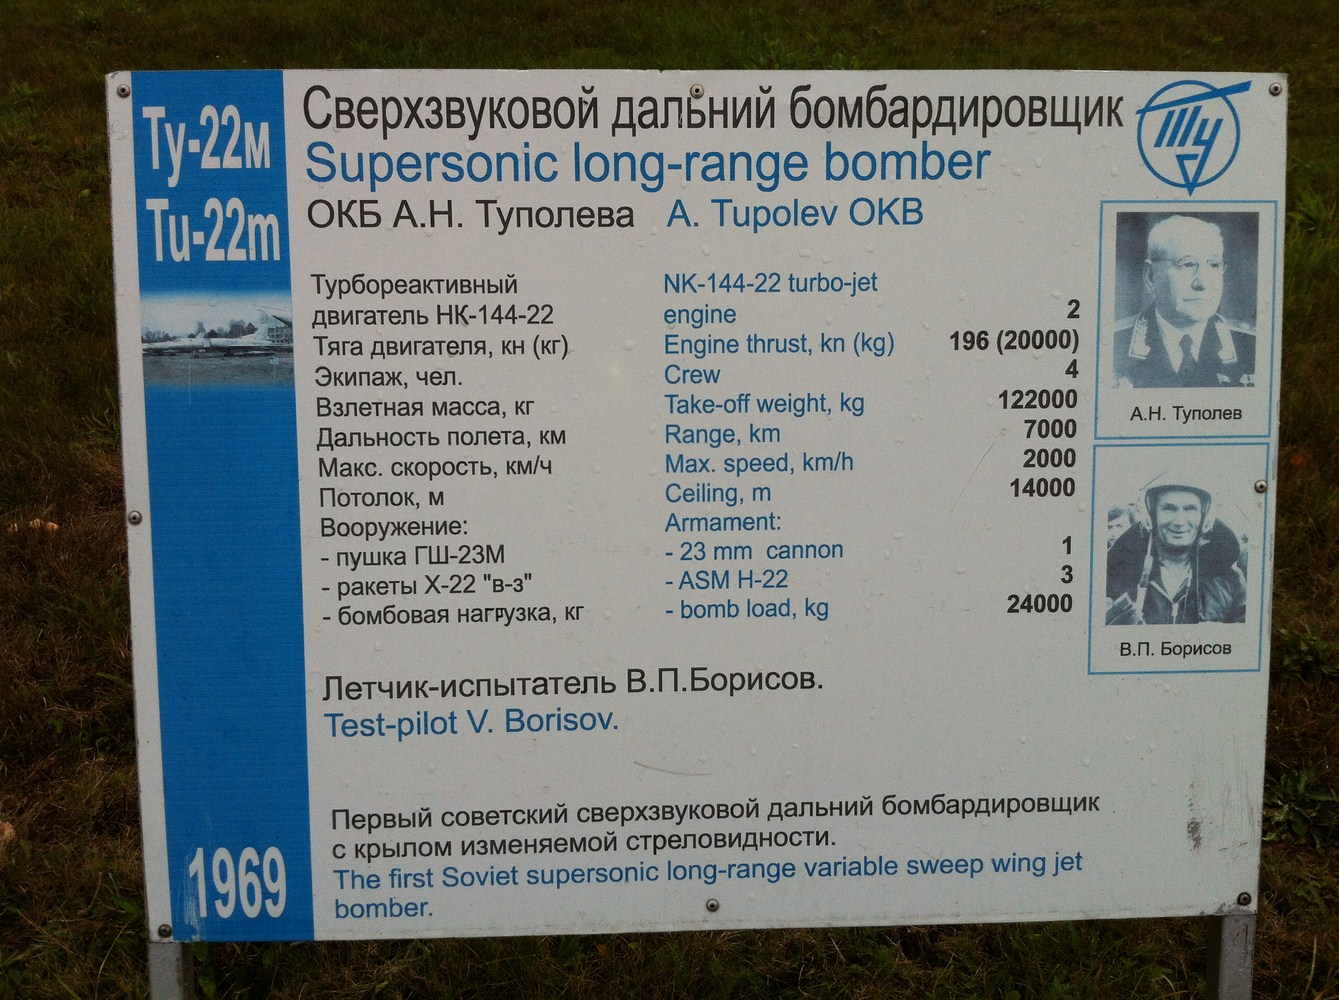 Ту-22м
Tu-22m
1969
Сверхзвуковой дальний бомбардировщик
Supersonic long-range bomber
ОКБ А.Н. Туполева A. Tupolev OKB
Ту
Турбореактивный NK-144-22 turbo-jet
двигатель НК-144-22 engine 2
Тяга двигателя, кн (кг) Engine thrust, kn (kg) 196 (20000)
Экипаж, чел. Crew 4
Взлетная масса, кг Take-off weight, kg 122000
Дальность полета, км Range, km 7000
Макс. скорость, км/ч Max. speed, km/h 2000
Потолок, м Ceiling, m 14000
Вооружение: Armament:
- пушка ГШ-23М - 23 mm cannon 1
- ракеты Х-22 "в-з" - ASM H-22 3
- бомбовая нагрузка, кг - bomb load, kg 24000
А.Н. Туполев
В.П. Борисов
Летчик-испытатель В.П.Борисов.
Test-pilot V. Borisov.
Первый советский сверхзвуковой дальний бомбардировщик
с крылом изменяемой стреловидности.
The first Soviet supersonic long-range variable sweep wing jet
bomber.